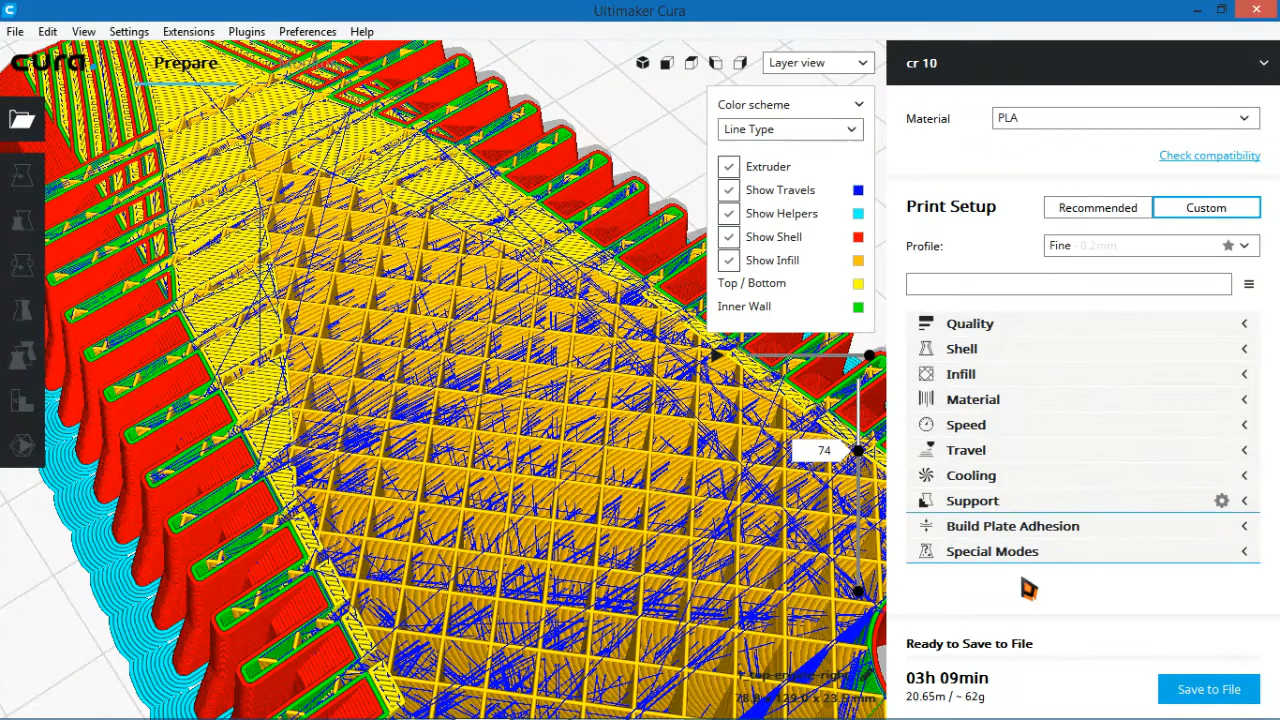 Ultimaker Cura
File Edit View Settings Extensions Plugins Preferences Help
cura.
Prepare
Layer view
Color scheme
Line Type
Extruder
Show Travels
Show Helpers
Show Shell
Show Infill
Top / Bottom
Inner Wall
74
cr 10
Material PLA
Check compatibility
Print Setup Recommended Custom
Profile: Fine - 0.2mm
Quality
Shell
Infill
Material
Speed
Travel
Cooling
Support
Build Plate Adhesion
Special Modes
Ready to Save to File
03h 09min
20.65m / ~ 62g
Save to File